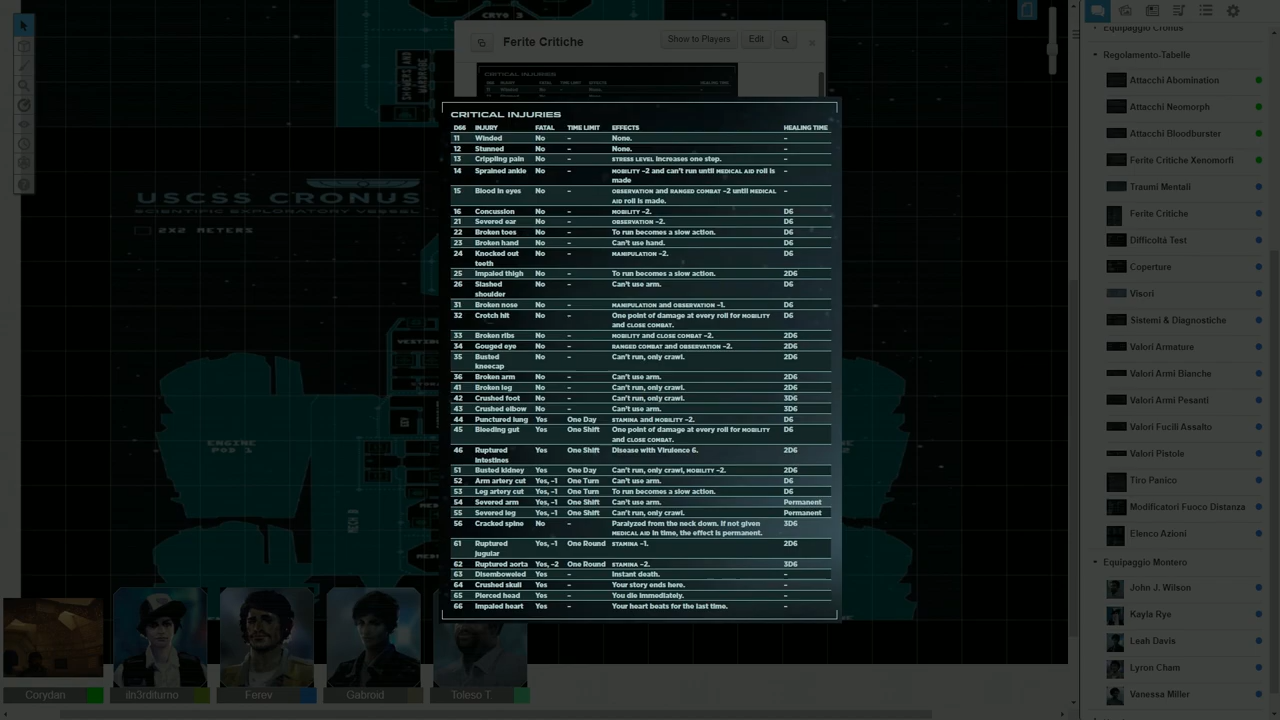 CRYO 3
Ferite Critiche
Show to Players
Edit
SHOWERS AND
WARDROBE
CRITICAL INJURIES
D66 INJURY FATAL TIME LIMIT EFFECTS HEALING TIME
11 Winded No – None. –
12 Stunned No – None. –
13 Crippling pain No – STRESS LEVEL increases one step. –
14 Sprained ankle No – MOBILITY –2 and can't run until MEDICAL AID roll is –
made
15 Blood in eyes No – OBSERVATION and RANGED COMBAT –2 until MEDICAL –
AID roll is made.
16 Concussion No – MOBILITY –2. D6
21 Severed ear No – OBSERVATION –2. D6
22 Broken toes No – To run becomes a slow action. D6
23 Broken hand No – Can't use hand. D6
24 Knocked out No – MANIPULATION –2. D6
teeth
25 Impaled thigh No – To run becomes a slow action. 2D6
26 Slashed No – Can't use arm. D6
shoulder
31 Broken nose No – MANIPULATION and OBSERVATION –1. D6
32 Crotch hit No – One point of damage at every roll for MOBILITY D6
and CLOSE COMBAT.
33 Broken ribs No – MOBILITY and CLOSE COMBAT –2. 2D6
34 Gouged eye No – RANGED COMBAT and OBSERVATION –2. 2D6
35 Busted No – Can't run, only crawl. 2D6
kneecap
36 Broken arm No – Can't use arm. 2D6
41 Broken leg No – Can't run, only crawl. 2D6
42 Crushed foot No – Can't run, only crawl. 3D6
43 Crushed elbow No – Can't use arm. 3D6
44 Punctured lung Yes One Day STAMINA and MOBILITY –2. D6
45 Bleeding gut Yes One Shift One point of damage at every roll for MOBILITY D6
and CLOSE COMBAT.
46 Ruptured Yes One Shift Disease with Virulence 6. 2D6
intestines
51 Busted kidney Yes One Day Can't run, only crawl, MOBILITY –2. 2D6
52 Arm artery cut Yes, –1 One Turn Can't use arm. D6
53 Leg artery cut Yes, –1 One Turn To run becomes a slow action. D6
54 Severed arm Yes, –1 One Shift Can't use arm. Permanent
55 Severed leg Yes, –1 One Shift Can't run, only crawl. Permanent
56 Cracked spine No – Paralyzed from the neck down. If not given 3D6
MEDICAL AID in time, the effect is permanent.
61 Ruptured Yes, –1 One Round STAMINA –1. 2D6
jugular
62 Ruptured aorta Yes, –2 One Round STAMINA –2. 3D6
63 Disemboweled Yes – Instant death. –
64 Crushed skull Yes – Your story ends here. –
65 Pierced head Yes – You die immediately. –
66 Impaled heart Yes – Your heart beats for the last time. –
USCSS CRONUS
SCIENTIFIC EXPLORATORY VESSEL
2X2 METERS
ENGINE
POD 1
Corydan
iln3rditurno
Ferev
Gabroid
Toleso T.
Equipaggio Cronus
Regolamento-Tabelle
Attacchi Abomination
Attacchi Neomorph
Attacchi Bloodburster
Ferite Critiche Xenomorfi
Traumi Mentali
Ferite Critiche
Difficoltà Test
Coperture
Visori
Sistemi & Diagnostiche
Valori Armature
Valori Armi Bianche
Valori Armi Pesanti
Valori Fucili Assalto
Valori Pistole
Tiro Panico
Modificatori Fuoco Distanza
Elenco Azioni
Equipaggio Montero
John J. Wilson
Kayla Rye
Leah Davis
Lyron Cham
Vanessa Miller